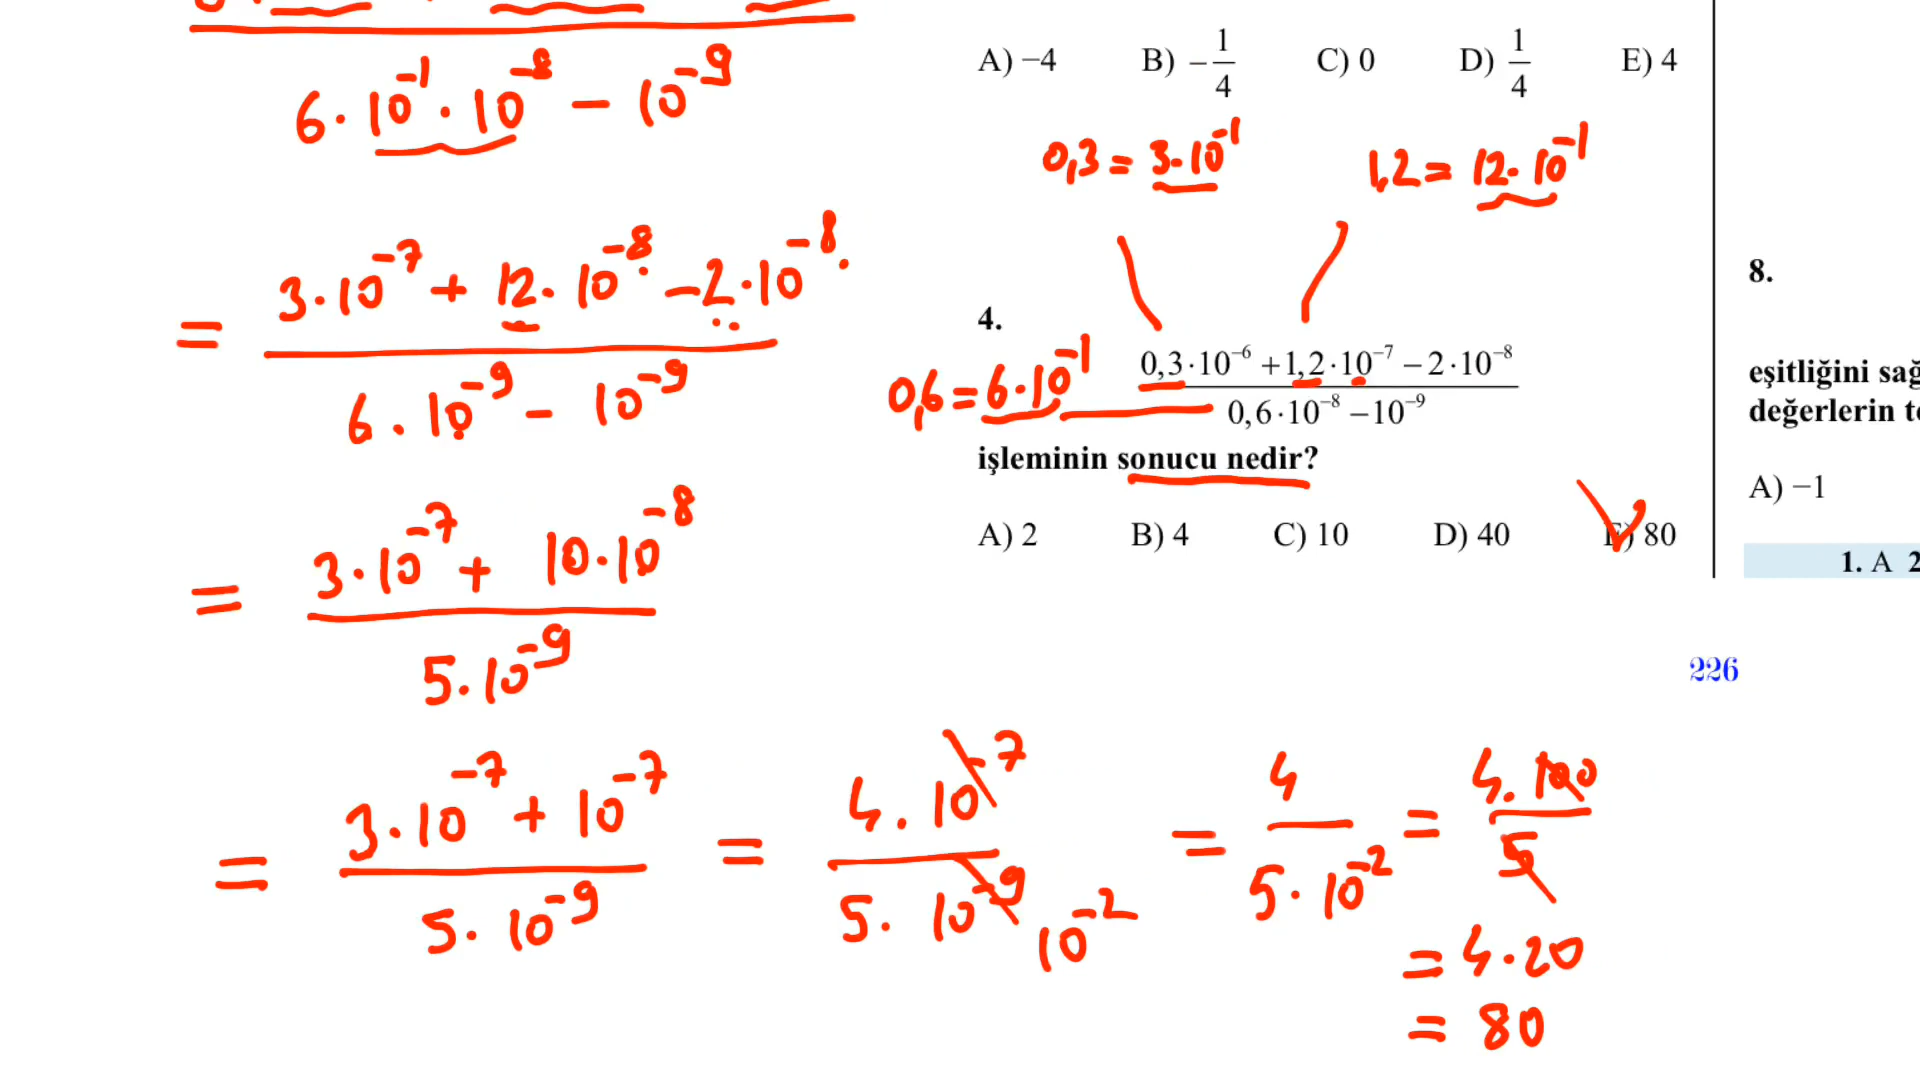 6 · 10⁻¹ · 10⁻⁸ − 10⁻⁹
= (3·10⁻⁷ + 12·10⁻⁸ − 2·10⁻⁸) / (6·10⁻⁹ − 10⁻⁹)
= (3·10⁻⁷ + 10·10⁻⁸) / (5·10⁻⁹)
= (3·10⁻⁷ + 10⁻⁷) / (5·10⁻⁹) = (4·10⁻⁷) / (5·10⁻⁹) 10⁻² = 4 / (5·10⁻²) = (4·100) / 5
= 4·20
= 80
A) −4 B) −1/4 C) 0 D) 1/4 E) 4
0,3 = 3·10⁻¹ 1,2 = 12·10⁻¹
4.
0,6 = 6·10⁻¹
(0,3·10⁻⁶ + 1,2·10⁻⁷ − 2·10⁻⁸) / (0,6·10⁻⁸ − 10⁻⁹)
işleminin sonucu nedir?
A) 2 B) 4 C) 10 D) 40 E) 80
226
8.
eşitliğini sağ
değerlerin
A) −1
1. A 2